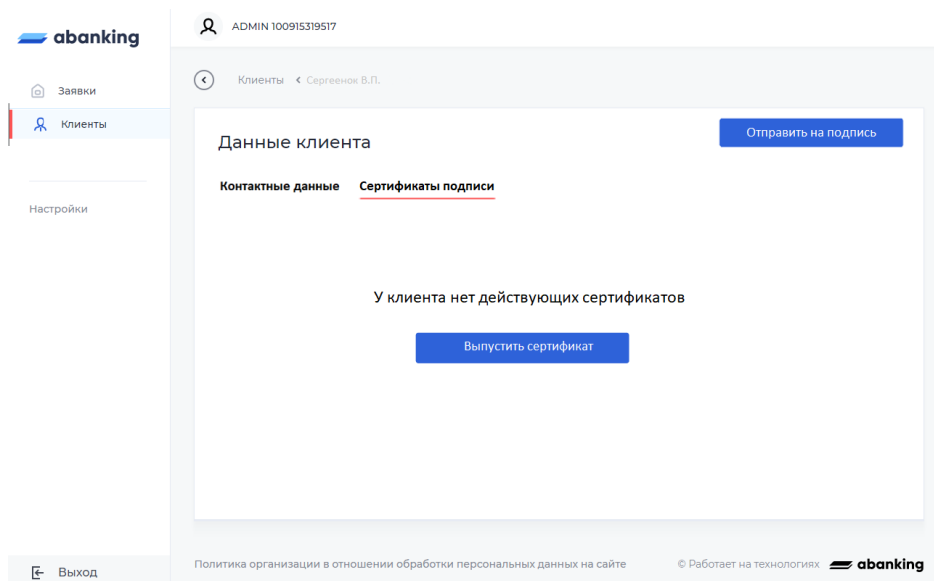 abanking
ADMIN 100915319517
Клиенты
Сергеенок В.П.
Заявки
Клиенты
Настройки
Данные клиента
Отправить на подпись
Контактные данные
Сертификаты подписи
У клиента нет действующих сертификатов
Выпустить сертификат
Выход
Политика организации в отношении обработки персональных данных на сайте
© Работает на технологиях abanking